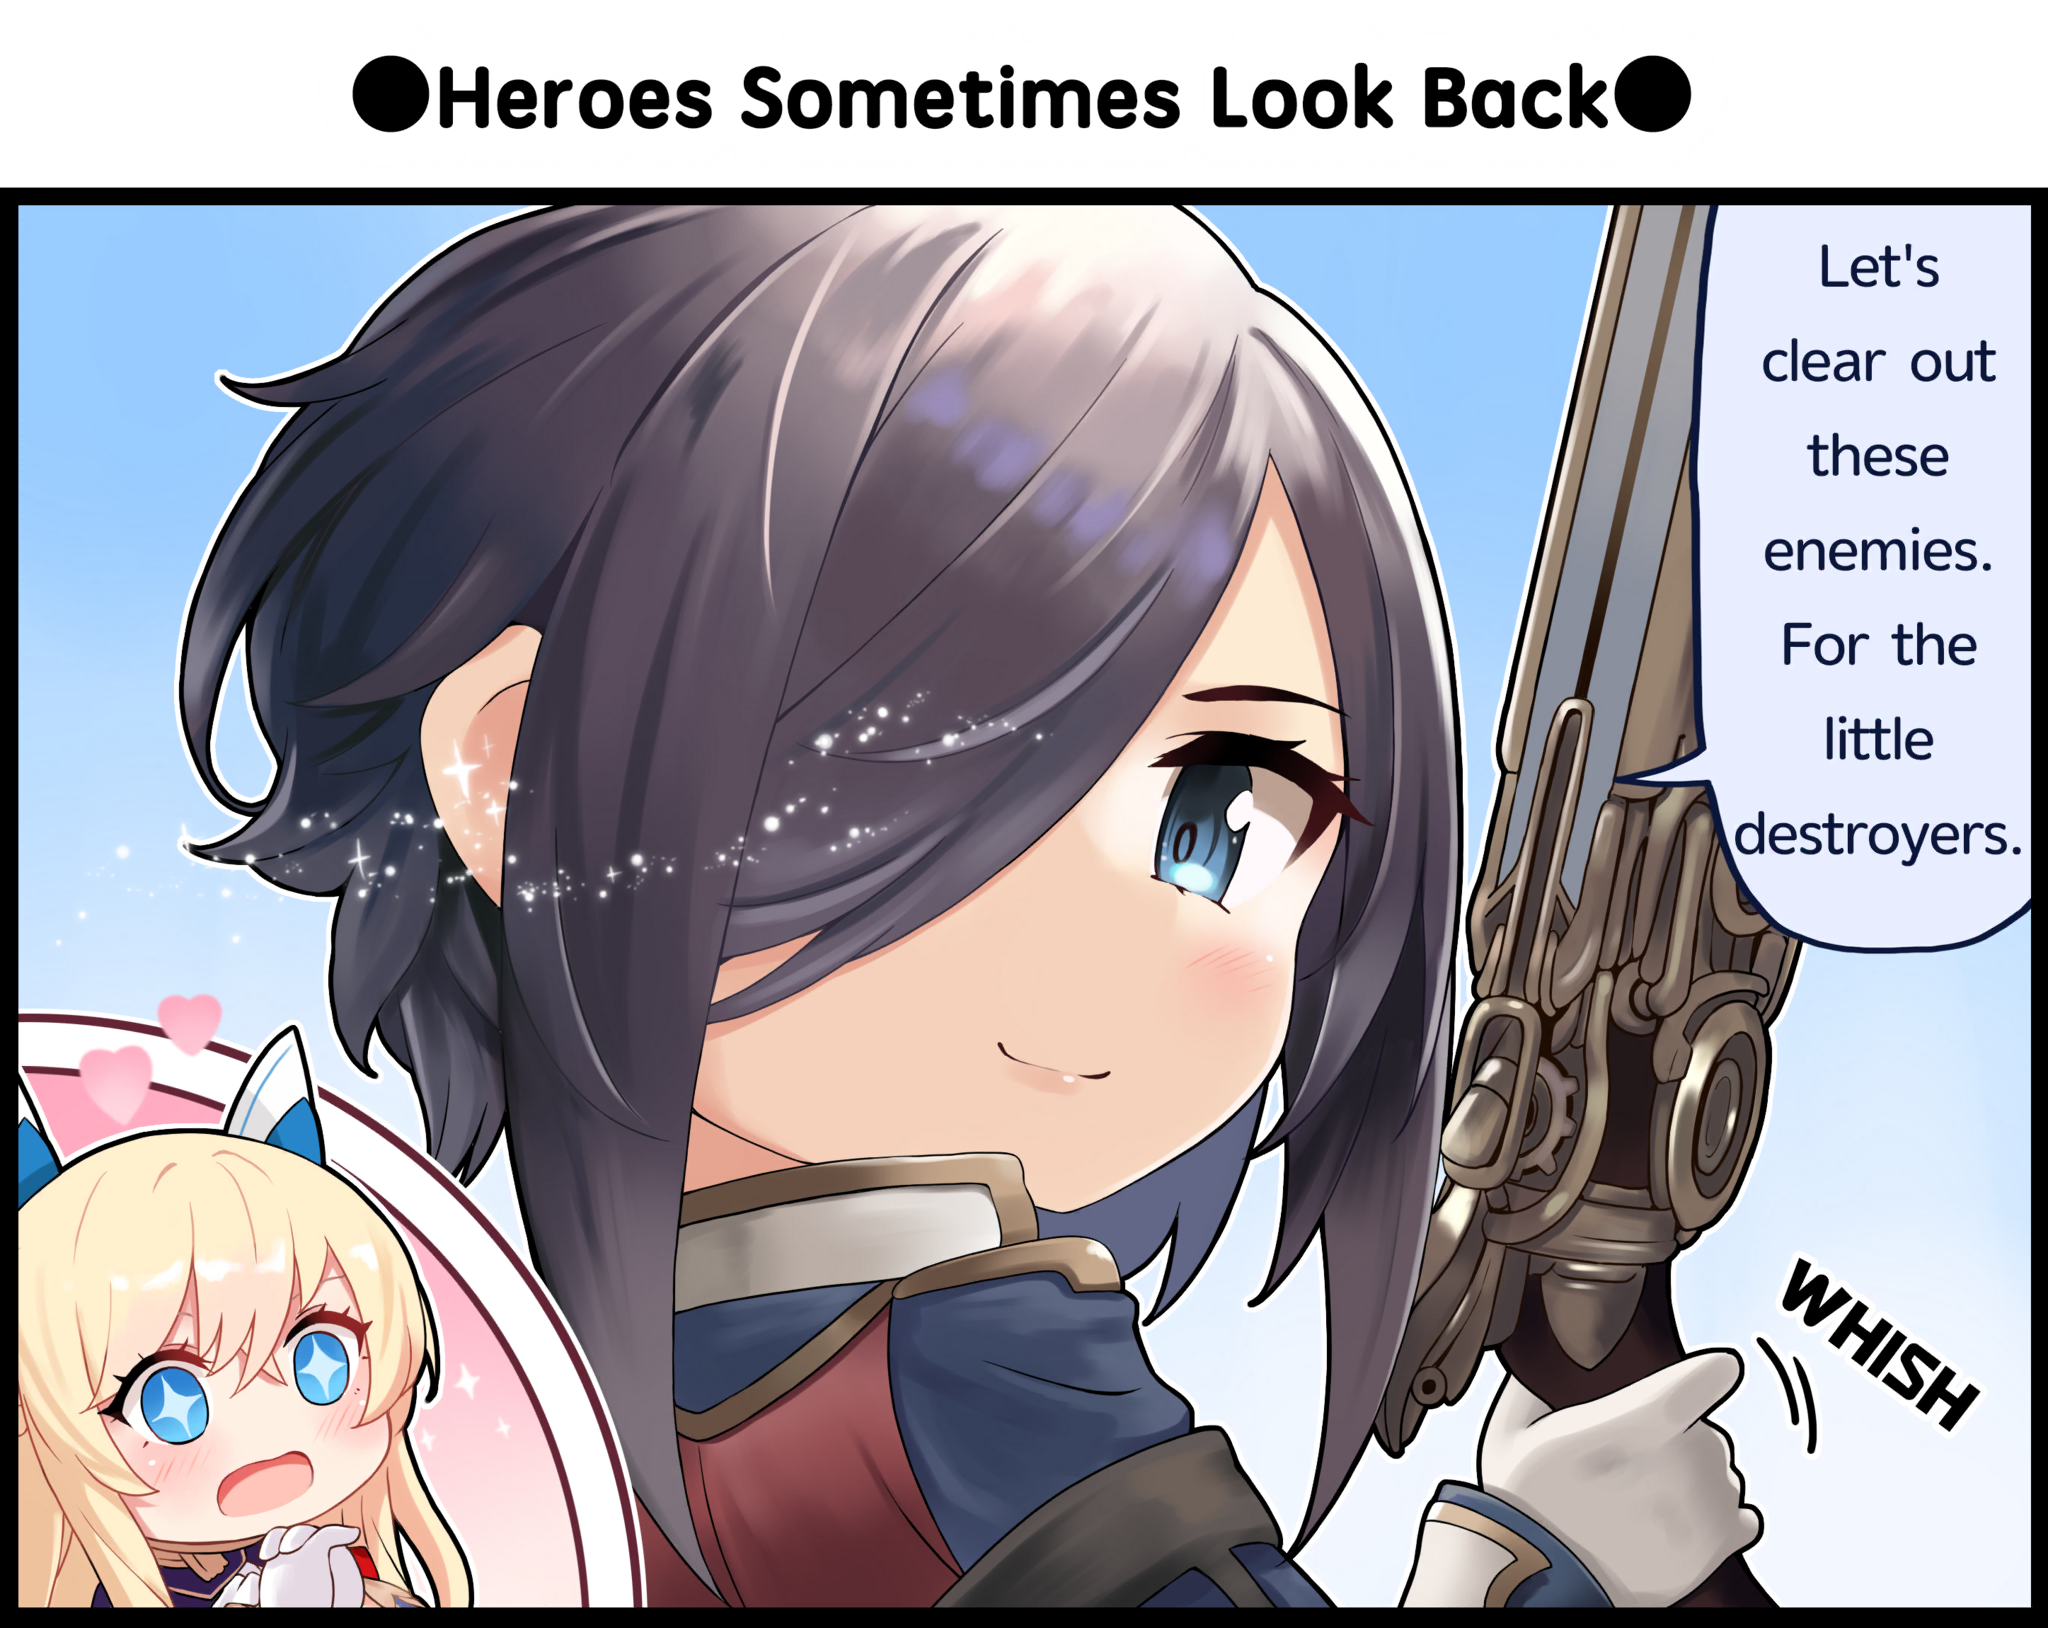 ●Heroes Sometimes Look Back●
Let's
clear out
these
enemies.
For the
little
destroyers.
WHISH